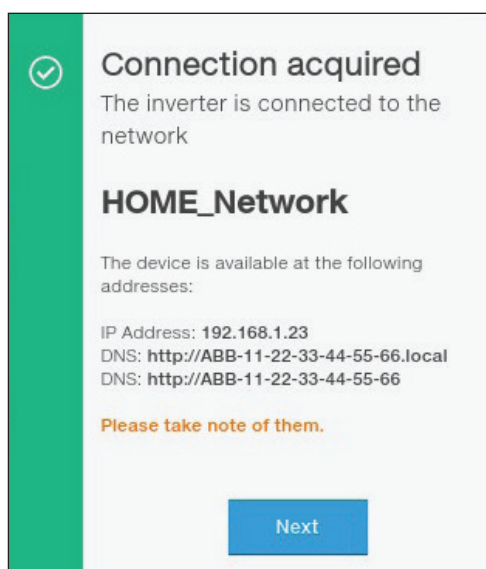 Connection acquired
The inverter is connected to the
network
HOME_Network
The device is available at the following
addresses:
IP Address: 192.168.1.23
DNS: http://ABB-11-22-33-44-55-66.local
DNS: http://ABB-11-22-33-44-55-66
Please take note of them.
Next